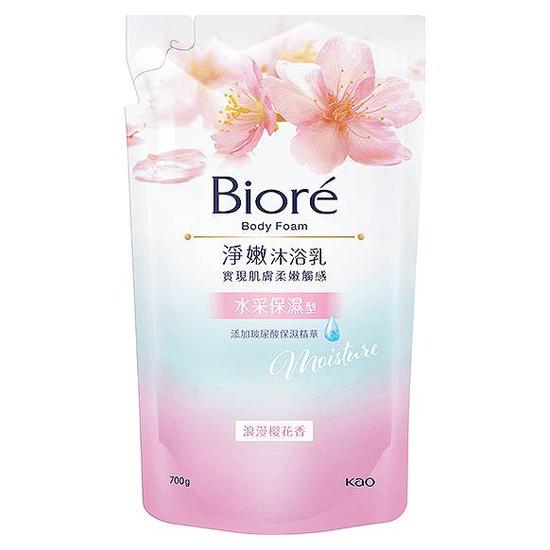 Bioré
Body Foam
淨嫩沐浴乳
實現肌膚柔嫩觸感
水采保濕型
添加玻尿酸保濕精華
Moisture
浪漫櫻花香
700g
Kao